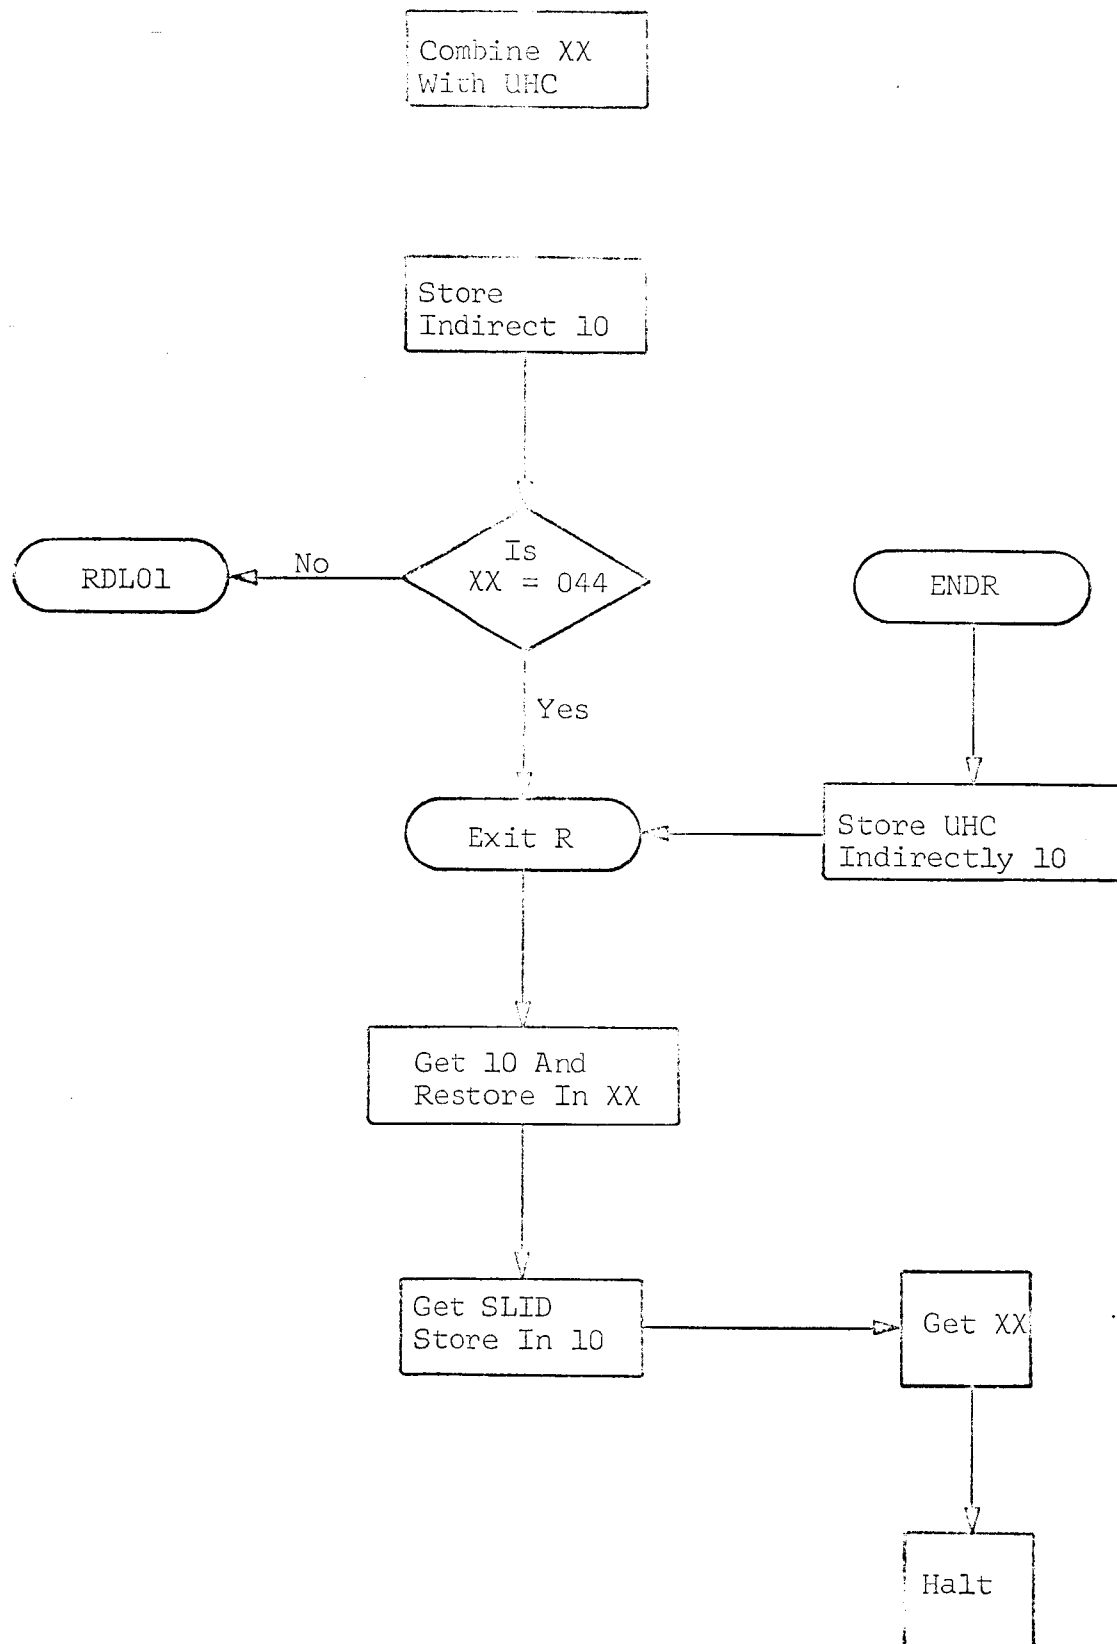 Combine XX
With UHC
Store
Indirect 10
Is
XX = 044
No
RDL01
ENDR
Yes
Exit R
Store UHC
Indirectly 10
Get 10 And
Restore In XX
Get SLID
Store In 10
Get XX
Halt